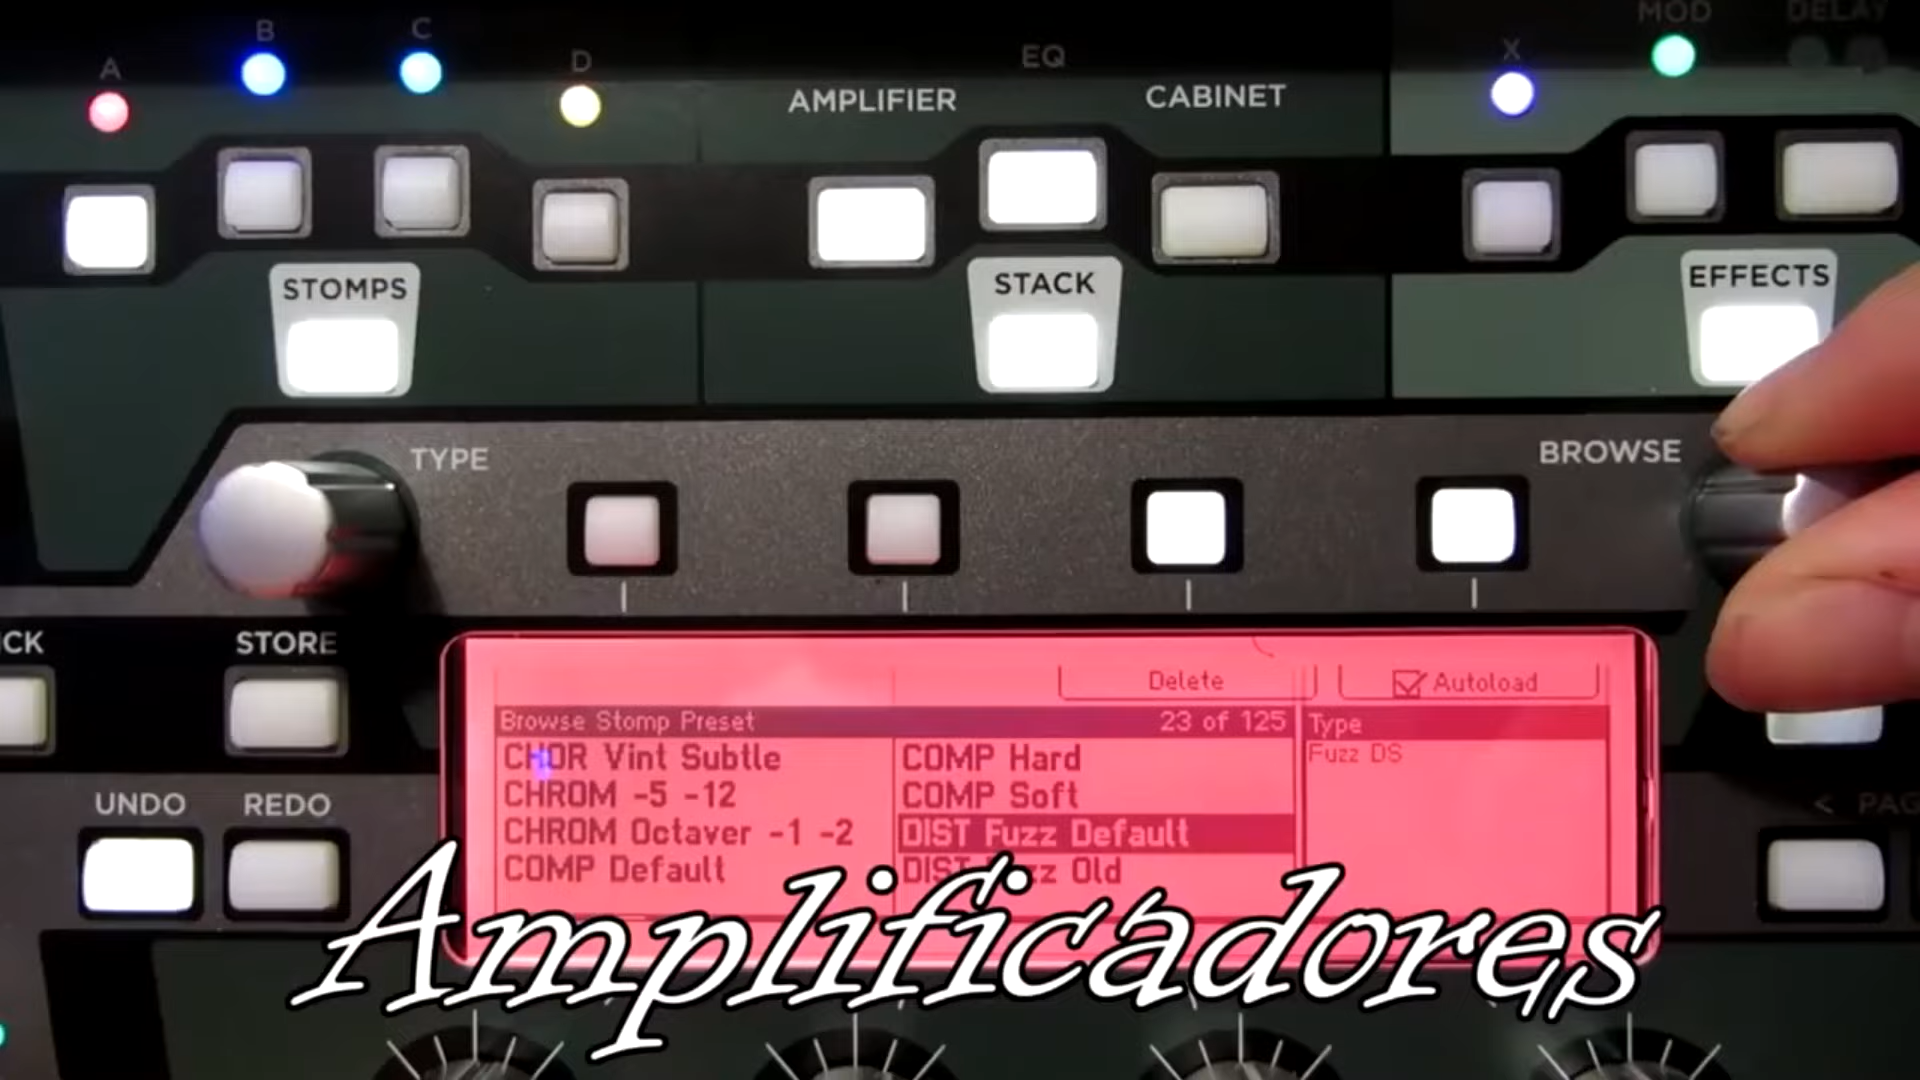 MOD DELAY
A B C D EQ X
AMPLIFIER CABINET
STOMPS STACK EFFECTS
TYPE BROWSE
STORE
Delete Autoload
Browse Stomp Preset 23 of 125 Type
CHOR Vint Subtle COMP Hard Fuzz DS
CHROM -5 -12 COMP Soft
UNDO REDO
CHROM Octaver -1 -2 DIST Fuzz Default
COMP Default Old
Amplificadores